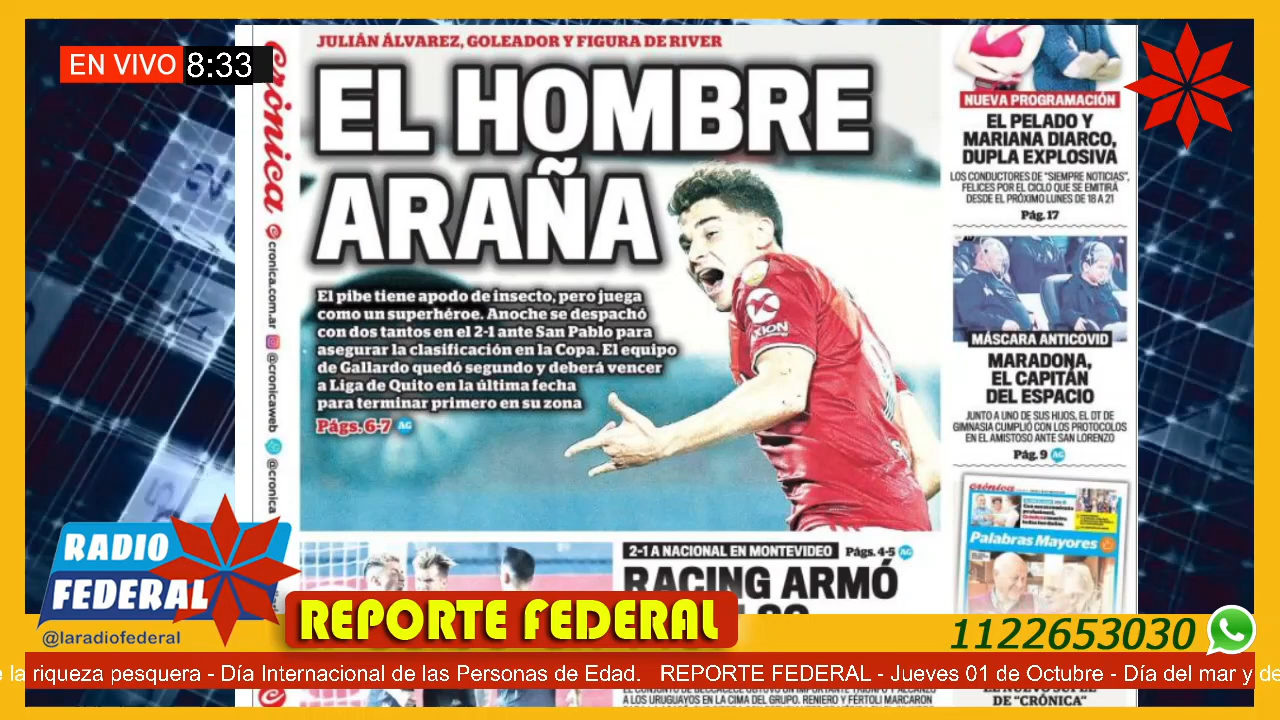 EN VIVO 8:33
crónica
cronica.com.ar
@cronicaweb
@cronica
JULIÁN ÁLVAREZ, GOLEADOR Y FIGURA DE RIVER
EL HOMBRE
ARAÑA
El pibe tiene apodo de insecto, pero juega
como un superhéroe. Anoche se despachó
con dos tantos en el 2-1 ante San Pablo para
asegurar la clasificación en la Copa. El equipo
de Gallardo quedó segundo y deberá vencer
a Liga de Quito en la última fecha
para terminar primero en su zona
Págs. 6-7 AG
AXION
NUEVA PROGRAMACIÓN
EL PELADO Y
MARIANA DIARCO,
DUPLA EXPLOSIVA
LOS CONDUCTORES DE "SIEMPRE NOTICIAS",
FELICES POR EL CICLO QUE SE EMITIRÁ
DESDE EL PRÓXIMO LUNES DE 18 A 21
Pág. 17
MÁSCARA ANTICOVID
MARADONA,
EL CAPITÁN
DEL ESPACIO
JUNTO A UNO DE SUS HIJOS, EL DT DE
GIMNASIA CUMPLIÓ CON LOS PROTOCOLOS
EN EL AMISTOSO ANTE SAN LORENZO
Pág. 9 AG
crónica
Palabras Mayores
2-1 A NACIONAL EN MONTEVIDEO Págs. 4-5 AG
RACING ARMÓ
RADIO
FEDERAL
@laradiofederal
REPORTE FEDERAL
1122653030
e la riqueza pesquera - Día Internacional de las Personas de Edad. REPORTE FEDERAL - Jueves 01 de Octubre - Día del mar y de
A LOS URUGUAYOS EN LA CIMA DEL GRUPO. RENIERO Y FÉRTOLI MARCARON
DE "CRÓNICA"